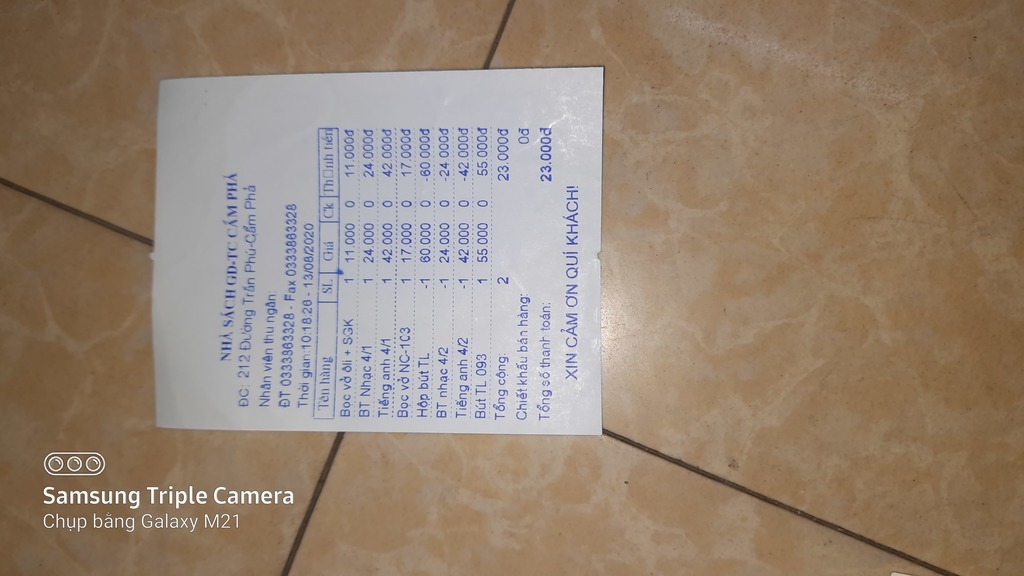 NHÀ SÁCH GD-TC CẨM PHẢ
ĐC: 212 Đường Trần Phú-Cẩm Phả
Nhân viên thu ngân:
ĐT 0333863328 - Fax 0333863328
Thời gian:10:18:26 - 13/08/2020
Tên hàng SL Giá Ck Th□nh tiền
Bọc vở ôli + SGK 1 11.000 0 11.000đ
BT Nhạc 4/1 1 24.000 0 24.000đ
Tiếng anh 4/1 1 42.000 0 42.000đ
Bọc vở NC-1C3 1 17.000 0 17.000đ
Hộp bút TL -1 60.000 0 -60.000đ
BT nhạc 4/2 -1 24.000 0 -24.000đ
Tiếng anh 4/2 -1 42.000 0 -42.000đ
Bút TL 093 1 55.000 0 55.000đ
Tổng cộng. 2 23.000đ
Chiết khấu bán hàng: 0đ
Tổng số thanh toán: 23.000đ
XIN CẢM ƠN QUÍ KHÁCH!
Samsung Triple Camera
Chụp bằng Galaxy M21